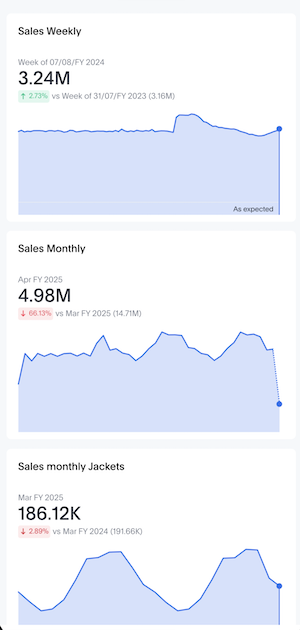 Sales Weekly
Week of 07/08/FY 2024
3.24M
↑ 2.73% vs Week of 31/07/FY 2023 (3.16M)
As expected
Sales Monthly
Apr FY 2025
4.98M
↓ 66.13% vs Mar FY 2025 (14.71M)
Sales monthly Jackets
Mar FY 2025
186.12K
↓ 2.89% vs Mar FY 2024 (191.66K)